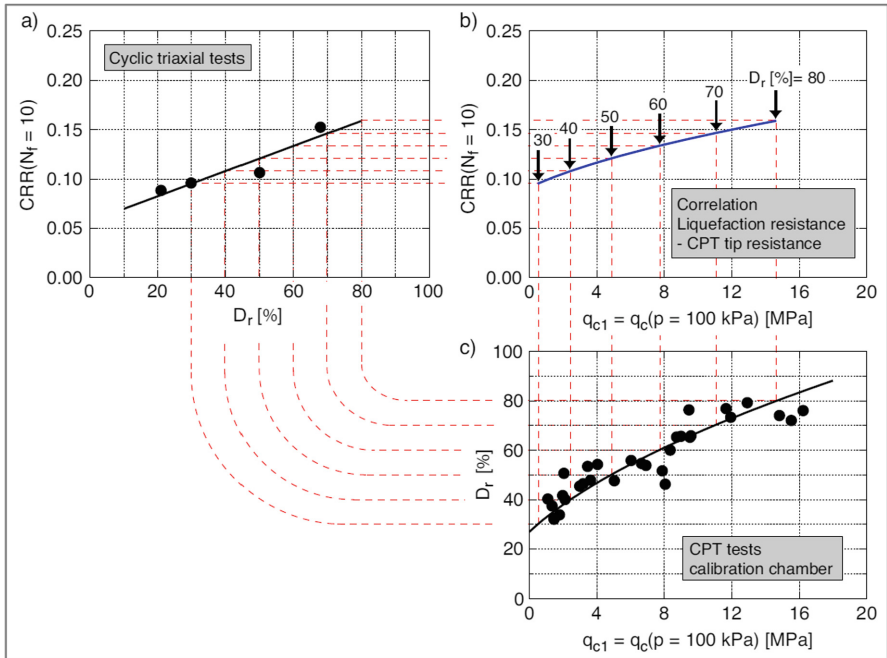 a)
Cyclic triaxial tests
CRR(N_f = 10)
0.25
0.20
0.15
0.10
0.05
0.00
0 20 40 60 80 100
D_r [%]
b)
CRR(N_f = 10)
0.25
0.20
0.15
0.10
0.05
0.00
30
40
50
60
70
D_r [%]= 80
Correlation
Liquefaction resistance
- CPT tip resistance
0 4 8 12 16 20
q_c1 = q_c(p = 100 kPa) [MPa]
c)
D_r [%]
100
80
60
40
20
0
CPT tests
calibration chamber
0 4 8 12 16 20
q_c1 = q_c(p = 100 kPa) [MPa]